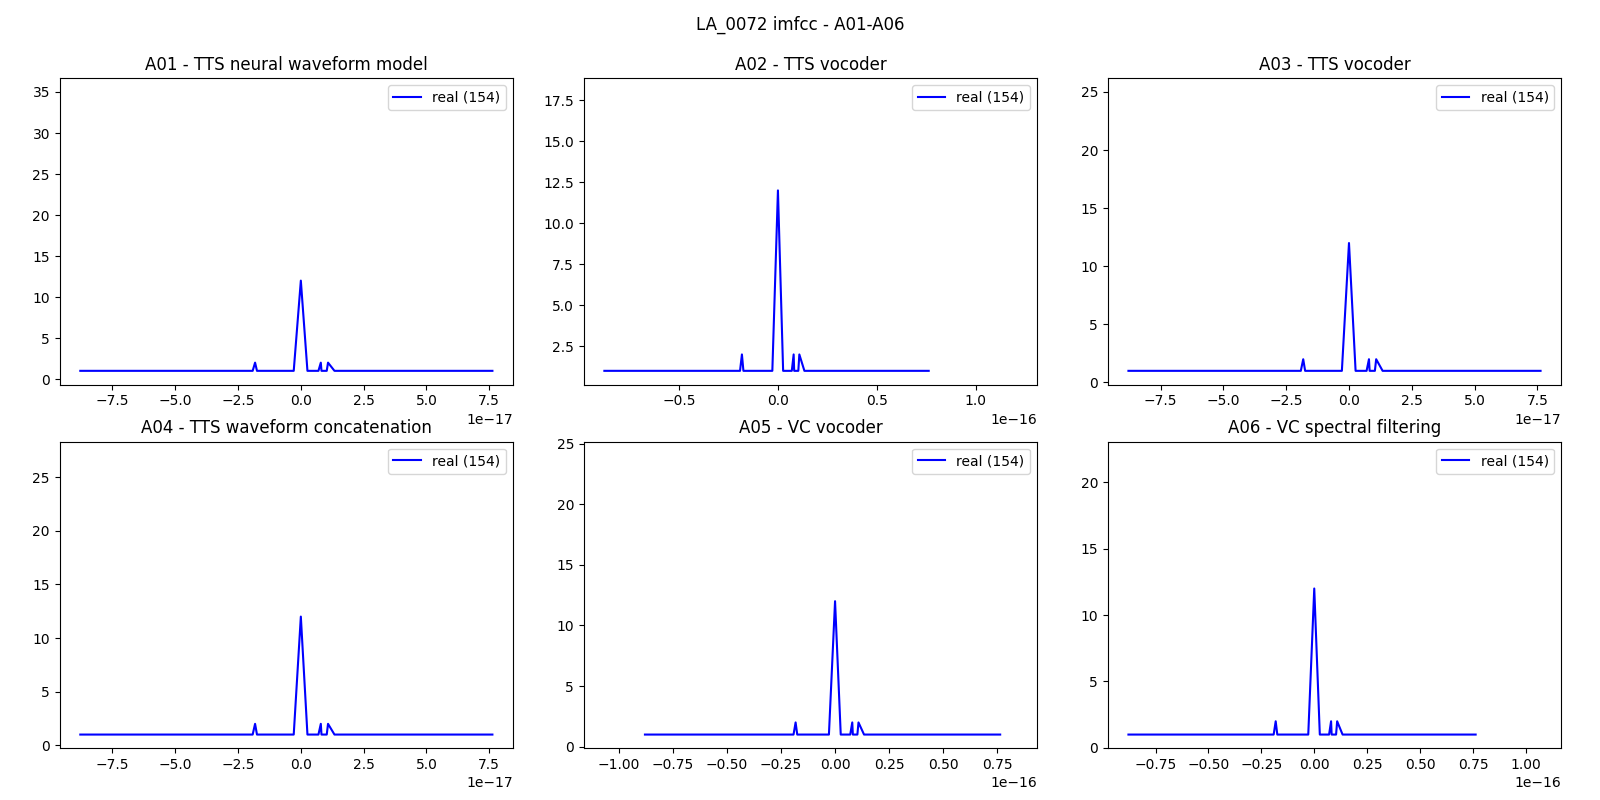 LA_0072 imfcc - A01-A06
A01 - TTS neural waveform model
A02 - TTS vocoder
A03 - TTS vocoder
real (154)
real (154)
real (154)
35
30
25
20
15
10
5
0
17.5
15.0
12.5
10.0
7.5
5.0
2.5
25
20
15
10
5
0
−7.5 −5.0 −2.5 0.0 2.5 5.0 7.5
1e−17
−0.5 0.0 0.5 1.0
1e−16
−7.5 −5.0 −2.5 0.0 2.5 5.0 7.5
1e−17
A04 - TTS waveform concatenation
A05 - VC vocoder
A06 - VC spectral filtering
real (154)
real (154)
real (154)
25
20
15
10
5
0
25
20
15
10
5
0
20
15
10
5
0
−7.5 −5.0 −2.5 0.0 2.5 5.0 7.5
1e−17
−1.00 −0.75 −0.50 −0.25 0.00 0.25 0.50 0.75
1e−16
−0.75 −0.50 −0.25 0.00 0.25 0.50 0.75 1.00
1e−16